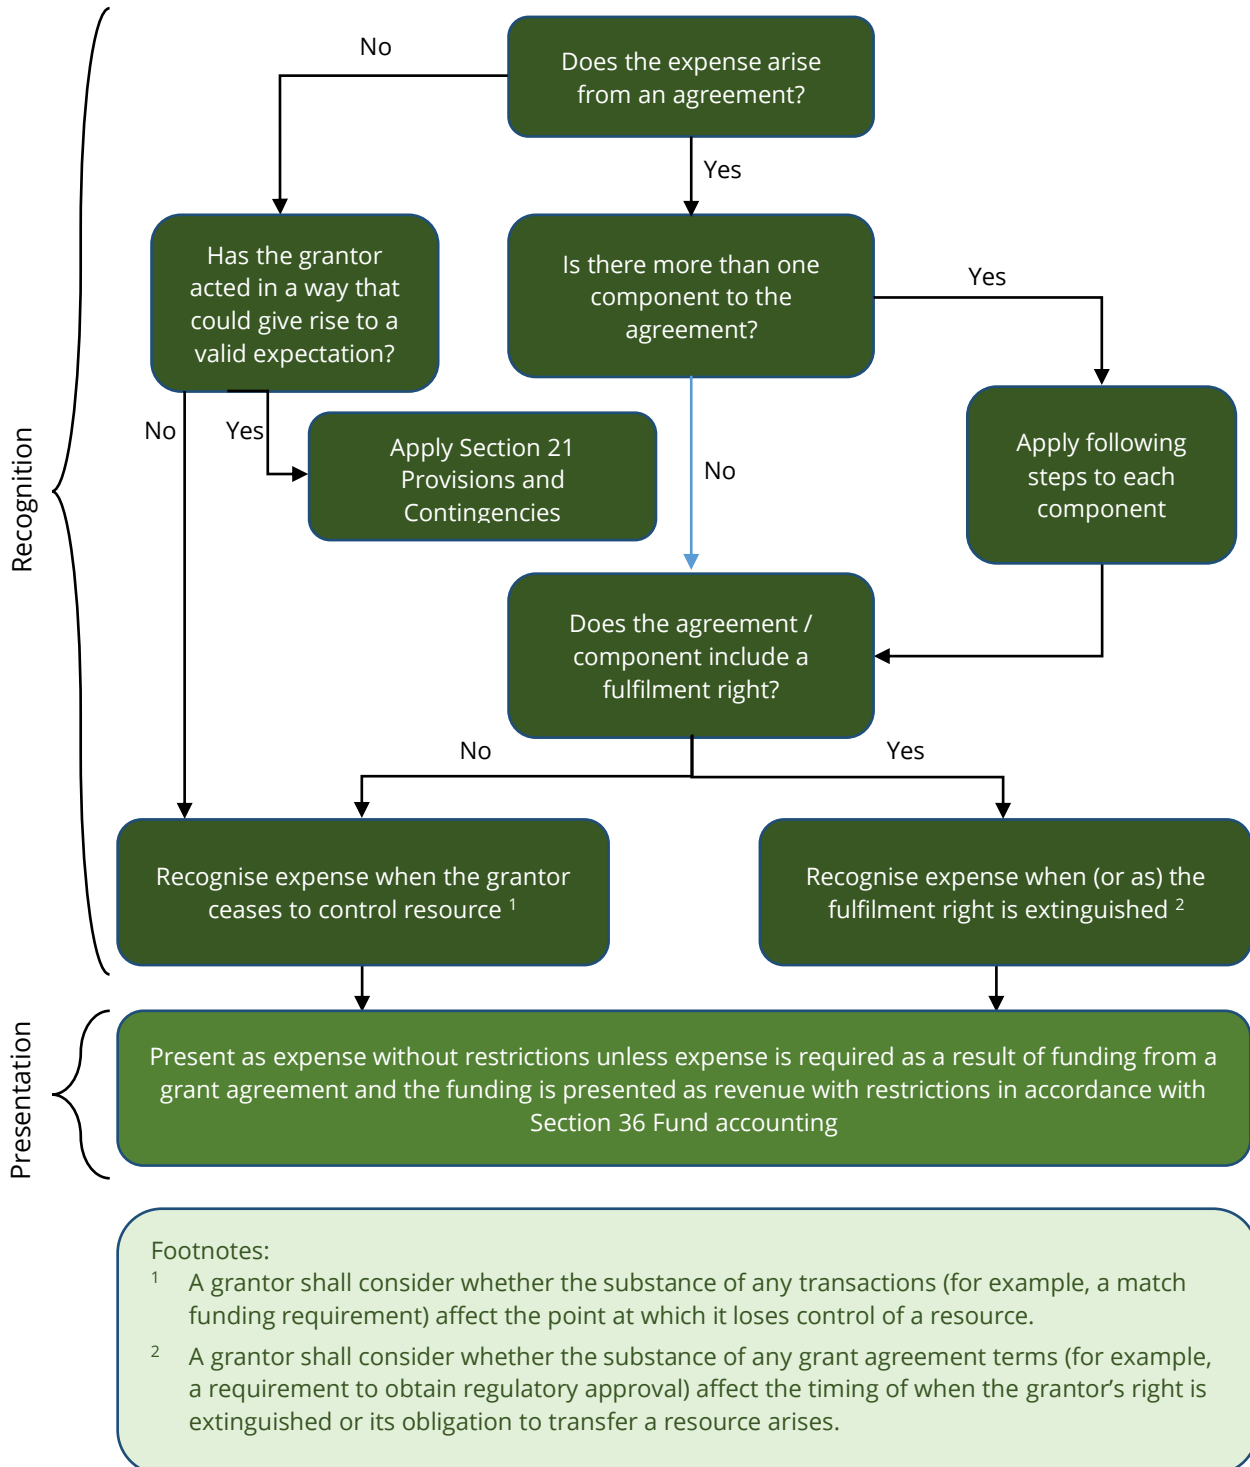 No
Does the expense arise
from an agreement?
Yes
Has the grantor
acted in a way that
could give rise to a
valid expectation?
Is there more than one
component to the
agreement?
Yes
No
Yes
Apply Section 21
Provisions and
Contingencies
No
Apply following
steps to each
component
Recognition
Does the agreement /
component include a
fulfilment right?
No
Yes
Recognise expense when the grantor
ceases to control resource 1
Recognise expense when (or as) the
fulfilment right is extinguished 2
Presentation
Present as expense without restrictions unless expense is required as a result of funding from a
grant agreement and the funding is presented as revenue with restrictions in accordance with
Section 36 Fund accounting
Footnotes:
1 A grantor shall consider whether the substance of any transactions (for example, a match
funding requirement) affect the point at which it loses control of a resource.
2 A grantor shall consider whether the substance of any grant agreement terms (for example,
a requirement to obtain regulatory approval) affect the timing of when the grantor’s right is
extinguished or its obligation to transfer a resource arises.